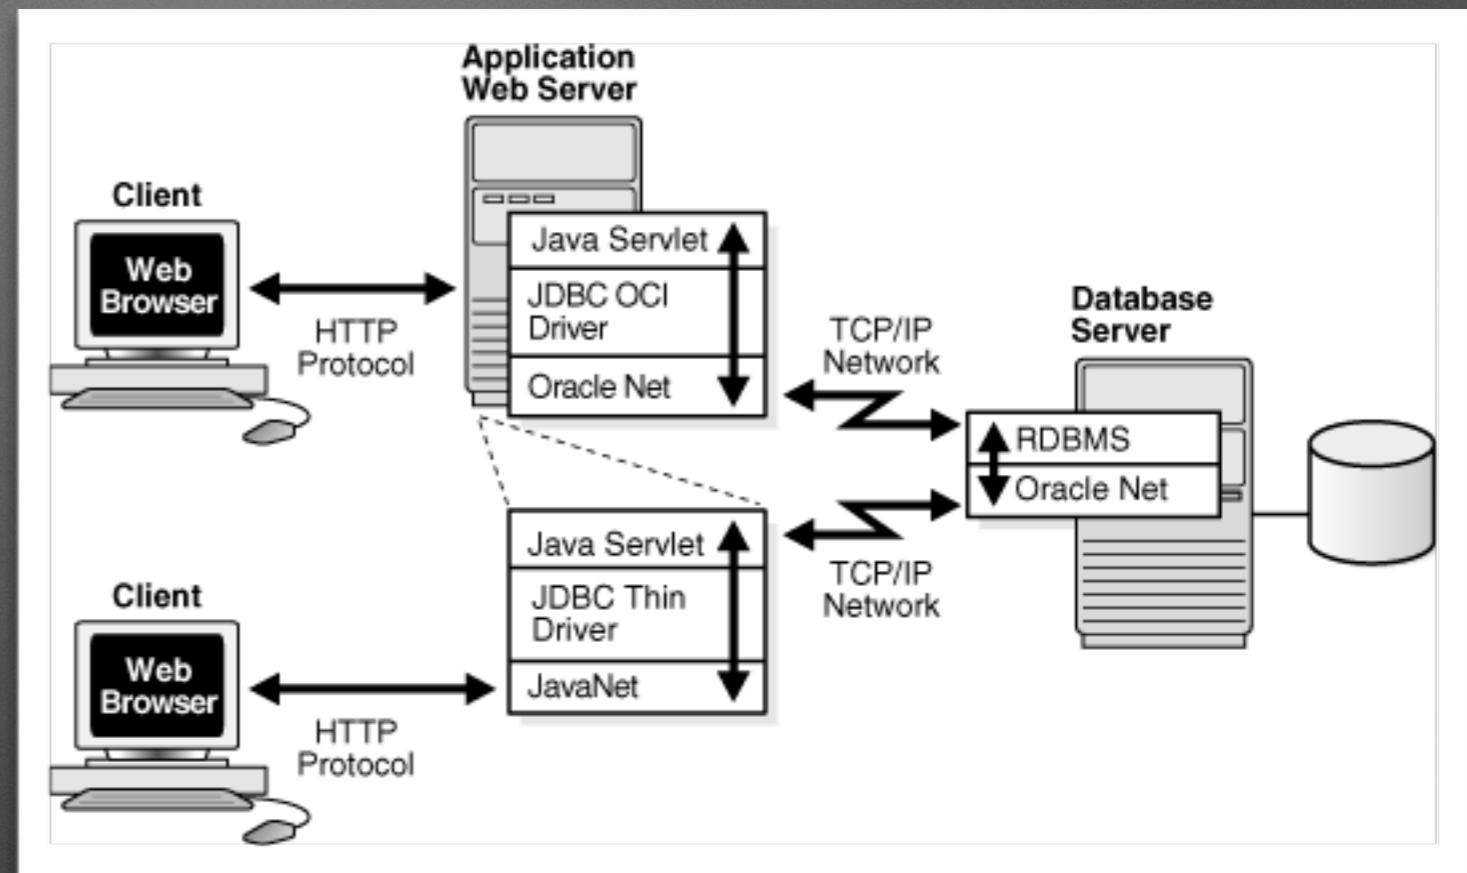 Application
Web Server
Client
Web
Browser
HTTP
Protocol
Java Servlet
JDBC OCI
Driver
Oracle Net
TCP/IP
Network
Database
Server
RDBMS
Oracle Net
Java Servlet
JDBC Thin
Driver
JavaNet
TCP/IP
Network
Client
Web
Browser
HTTP
Protocol